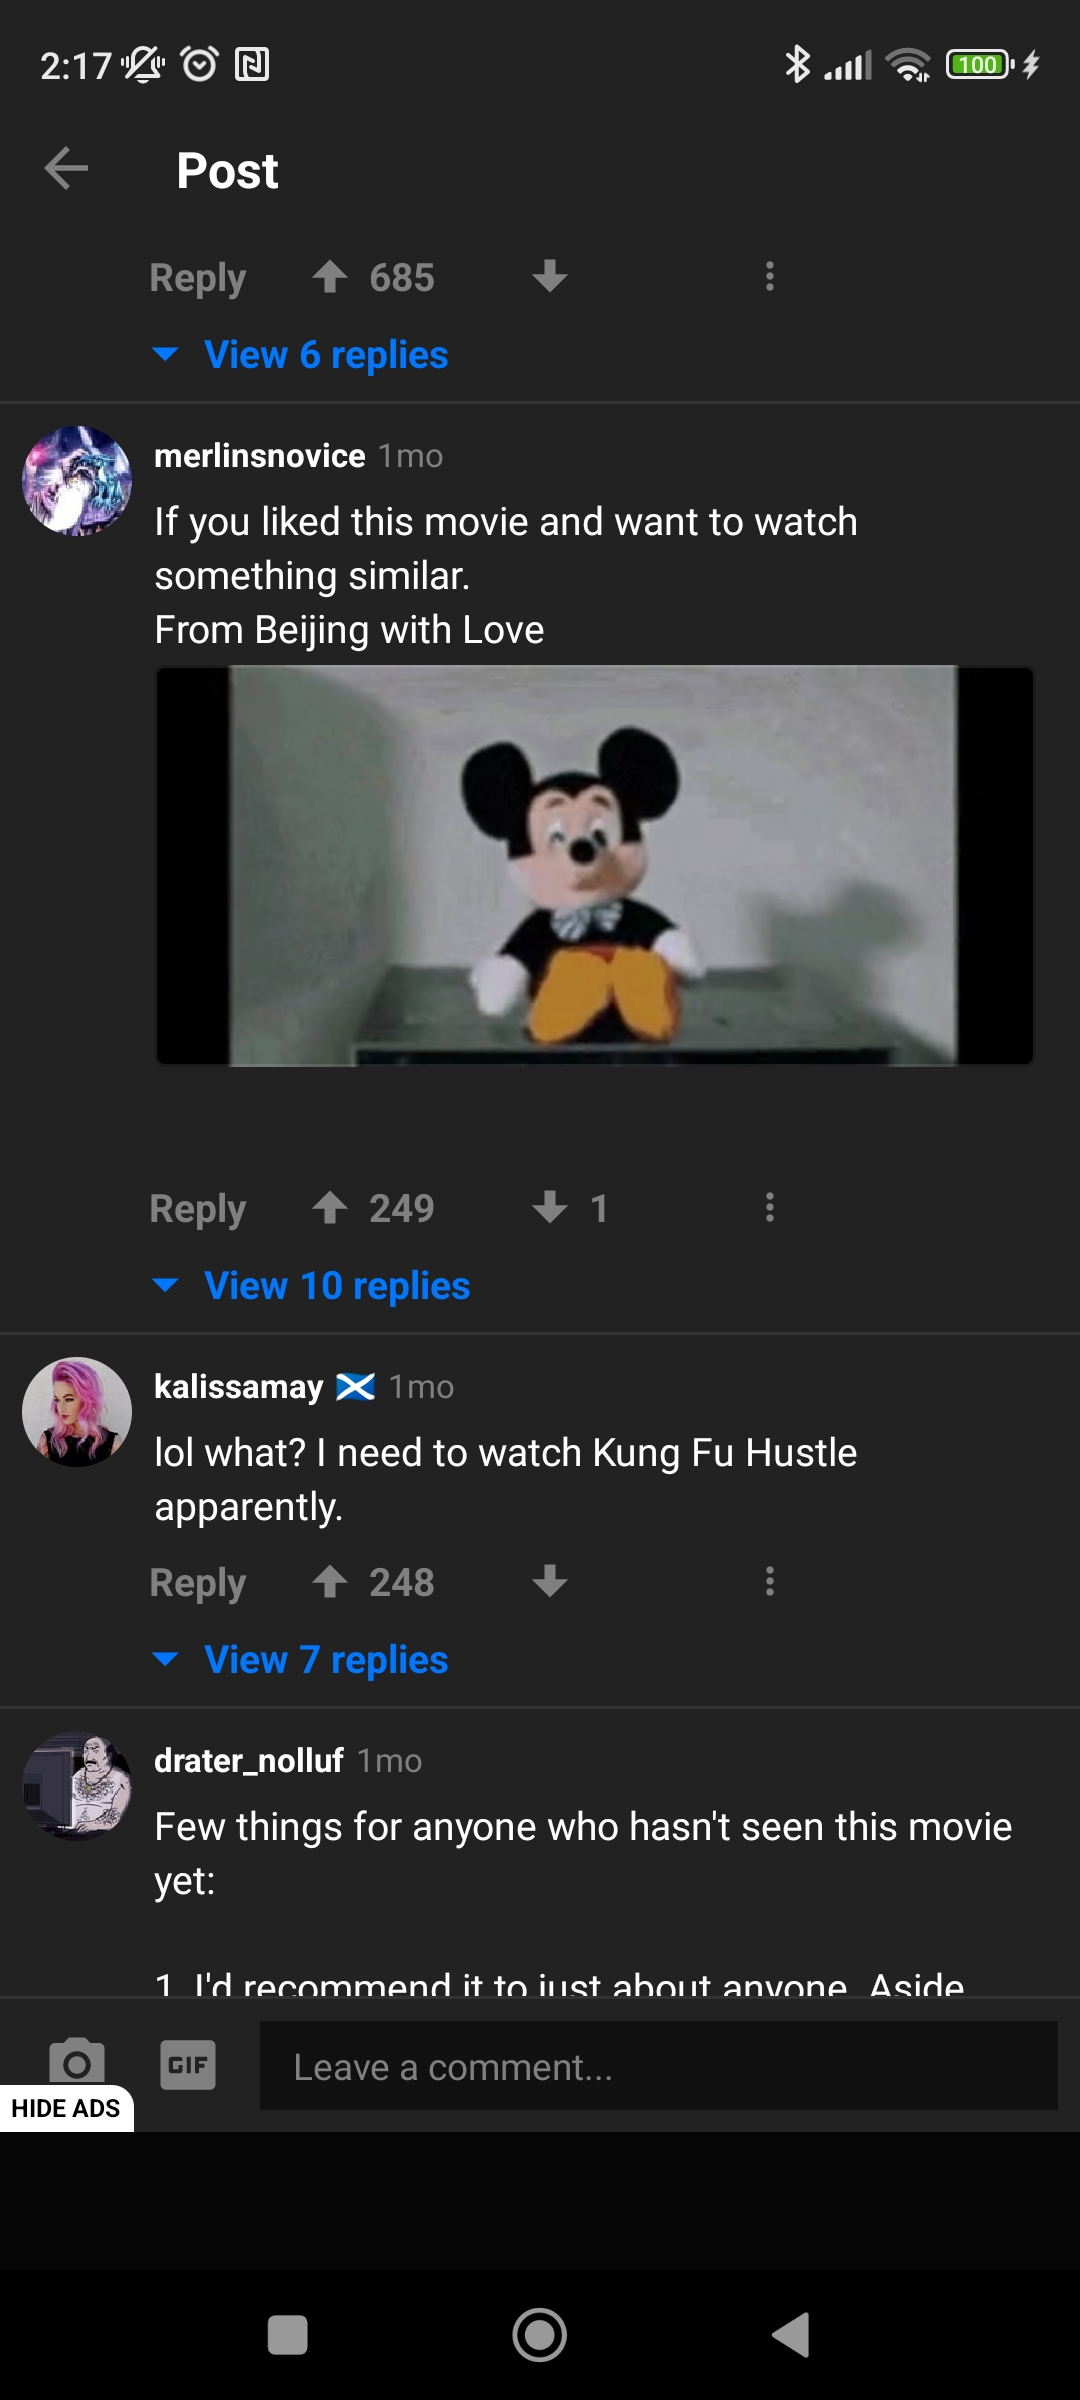 2:17
100
Post
Reply 685
View 6 replies
merlinsnovice 1mo
If you liked this movie and want to watch
something similar.
From Beijing with Love
Reply 249 1
View 10 replies
kalissamay 1mo
lol what? I need to watch Kung Fu Hustle
apparently.
Reply 248
View 7 replies
drater_nolluf 1mo
Few things for anyone who hasn't seen this movie
yet:
1. I'd recommend it to just about anyone. Aside
GIF
Leave a comment...
HIDE ADS